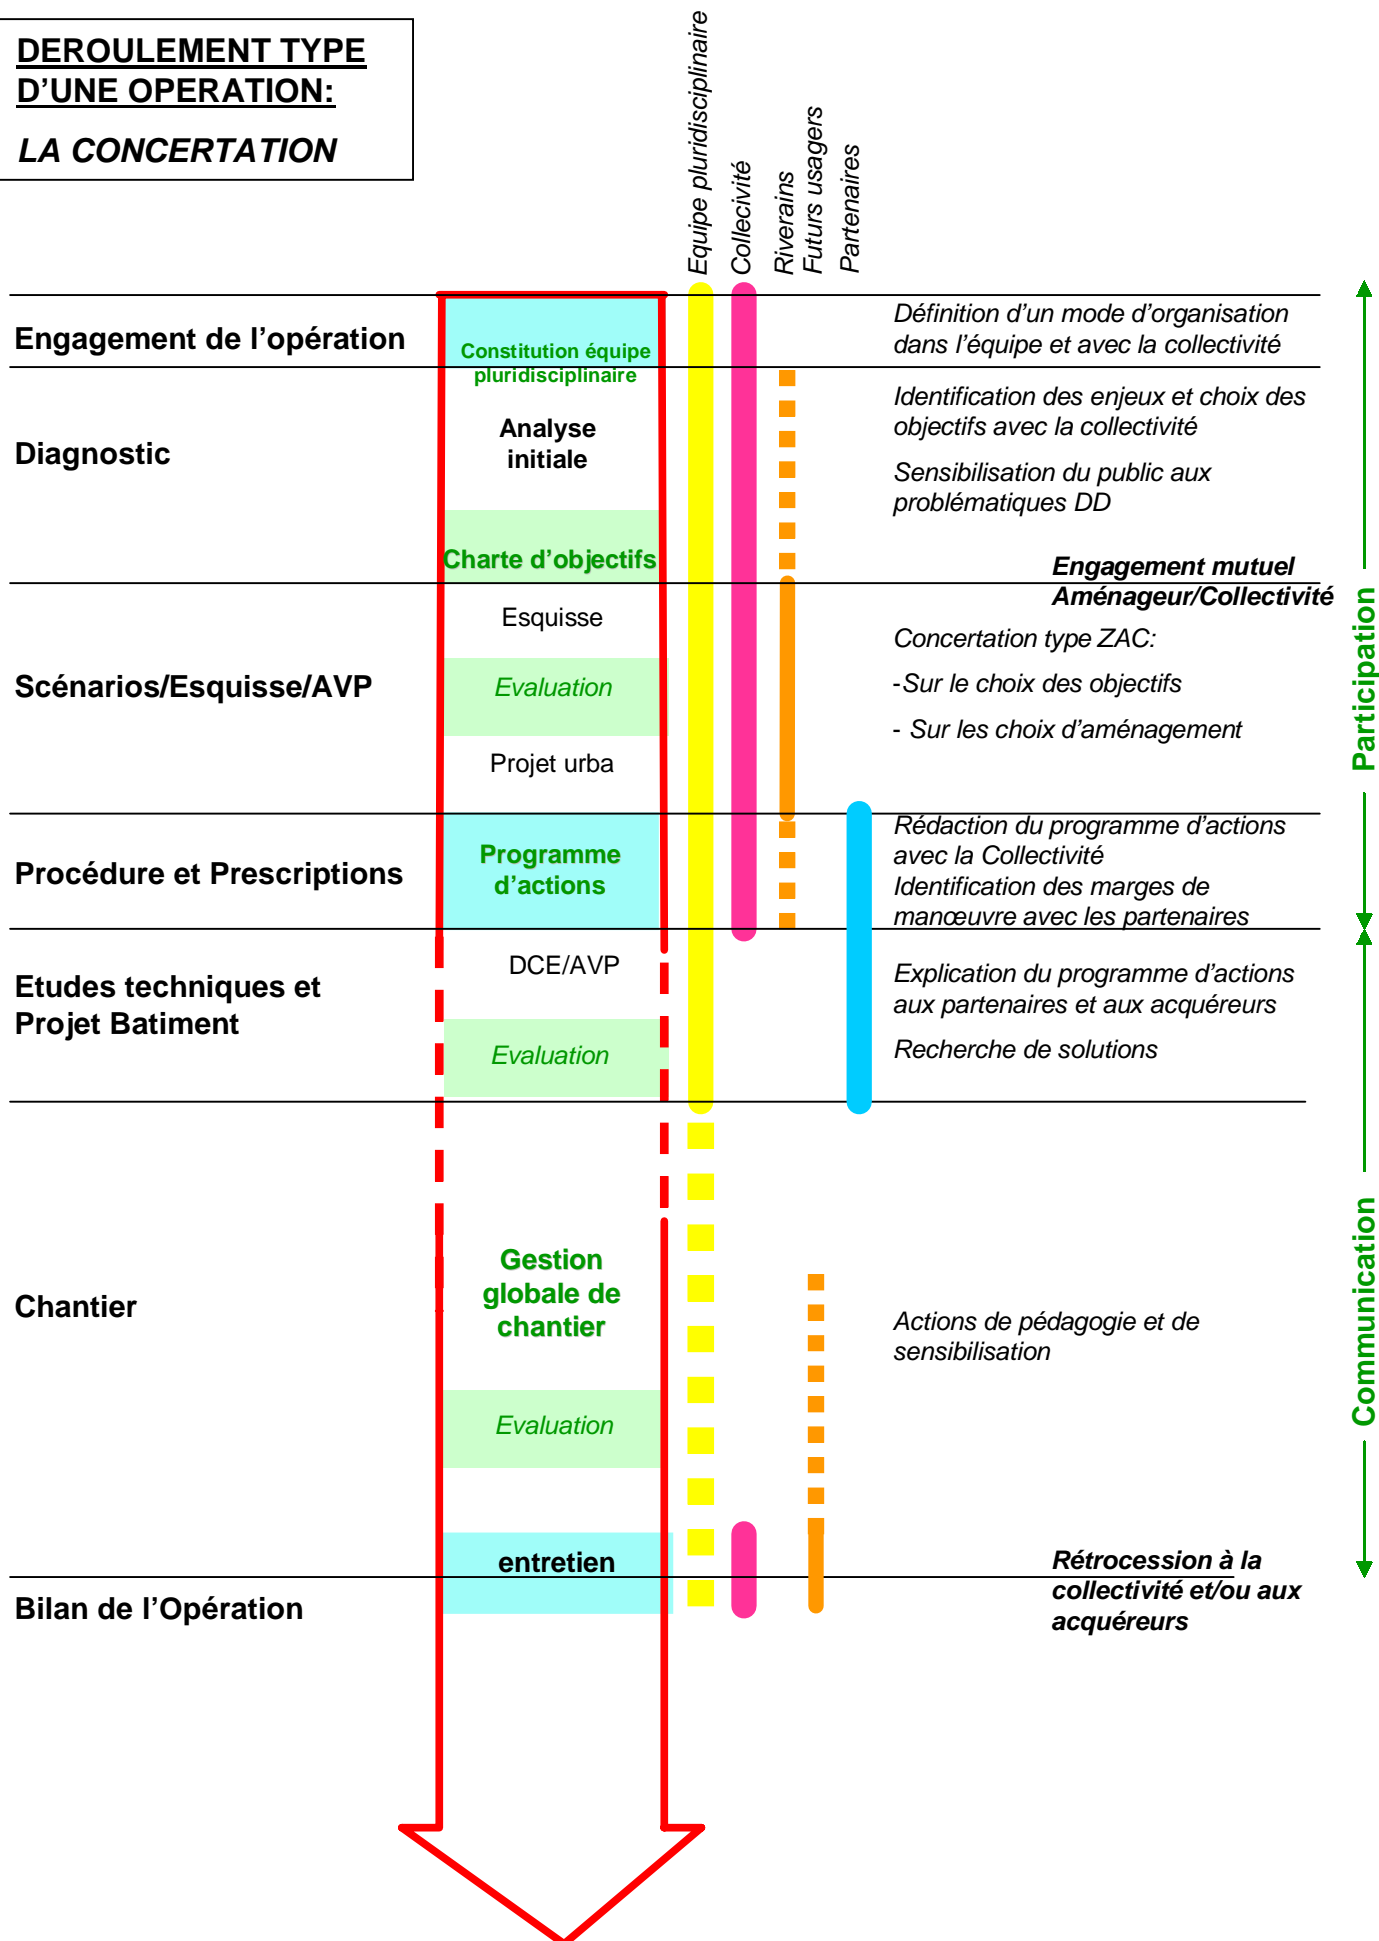 DEROULEMENT TYPE
D’UNE OPERATION:
LA CONCERTATION
Equipe pluridisciplinaire
Collecivité
Riverains
Futurs usagers
Partenaires
Engagement de l’opération
Constitution équipe
pluridisciplinaire
Définition d’un mode d’organisation
dans l’équipe et avec la collectivité
Diagnostic
Analyse
initiale
Charte d’objectifs
Identification des enjeux et choix des
objectifs avec la collectivité
Sensibilisation du public aux
problématiques DD
Engagement mutuel
Aménageur/Collectivité
Scénarios/Esquisse/AVP
Esquisse
Evaluation
Projet urba
Concertation type ZAC:
-Sur le choix des objectifs
- Sur les choix d’aménagement
Participation
Procédure et Prescriptions
Programme
d’actions
Rédaction du programme d’actions
avec la Collectivité
Identification des marges de
manœuvre avec les partenaires
Etudes techniques et
Projet Batiment
DCE/AVP
Evaluation
Explication du programme d’actions
aux partenaires et aux acquéreurs
Recherche de solutions
Chantier
Gestion
globale de
chantier
Evaluation
Actions de pédagogie et de
sensibilisation
Communication
entretien
Bilan de l’Opération
Rétrocession à la
collectivité et/ou aux
acquéreurs